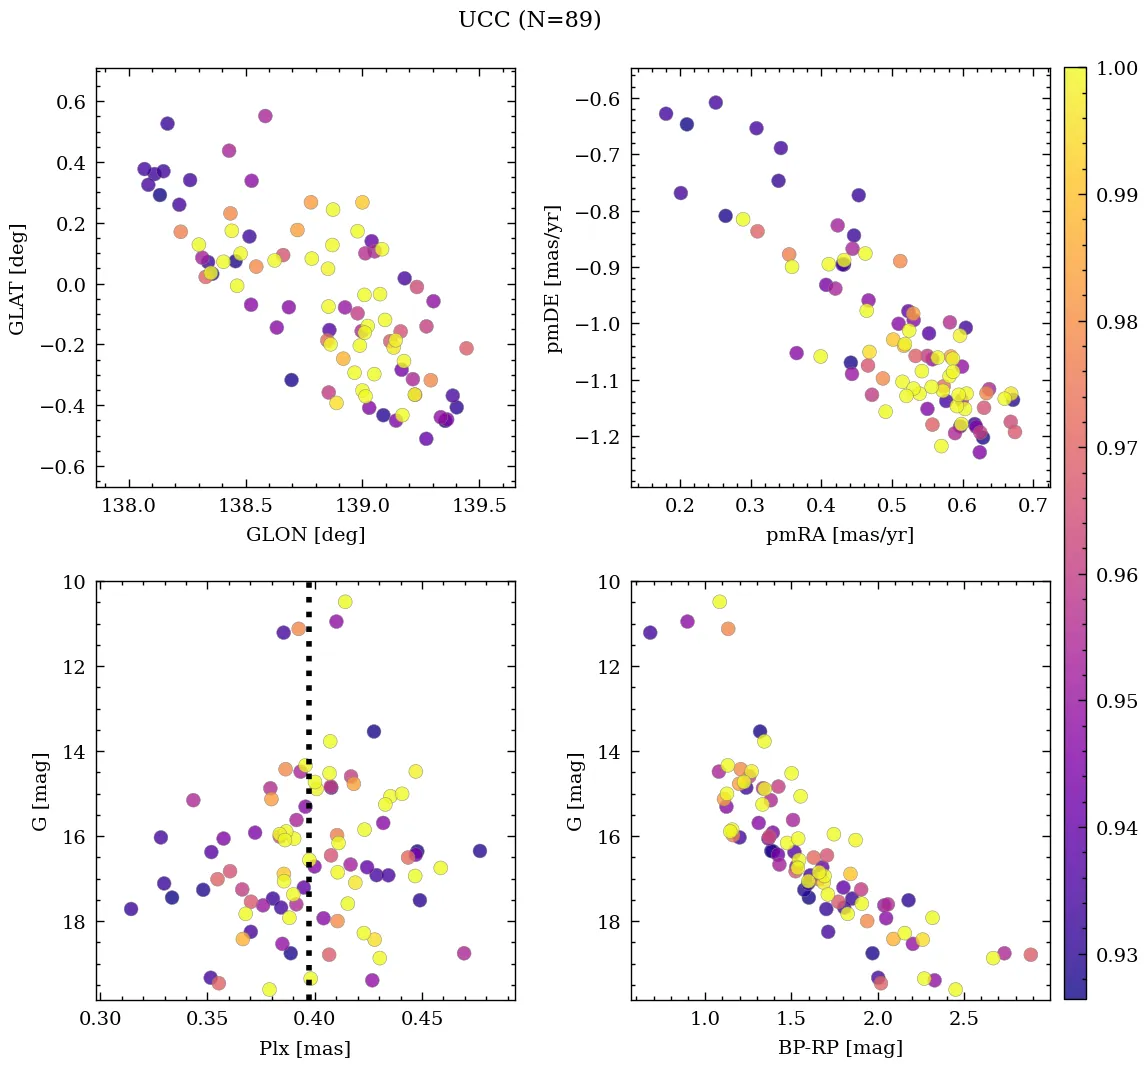 UCC (N=89)
0.6
0.4
0.2
0.0
−0.2
−0.4
−0.6
GLAT [deg]
138.0 138.5 139.0 139.5
GLON [deg]
−0.6
−0.7
−0.8
−0.9
−1.0
−1.1
−1.2
pmDE [mas/yr]
0.2 0.3 0.4 0.5 0.6 0.7
pmRA [mas/yr]
1.00
0.99
0.98
0.97
0.96
0.95
0.94
0.93
10
12
14
16
18
G [mag]
0.30 0.35 0.40 0.45
Plx [mas]
10
12
14
16
18
G [mag]
1.0 1.5 2.0 2.5
BP-RP [mag]